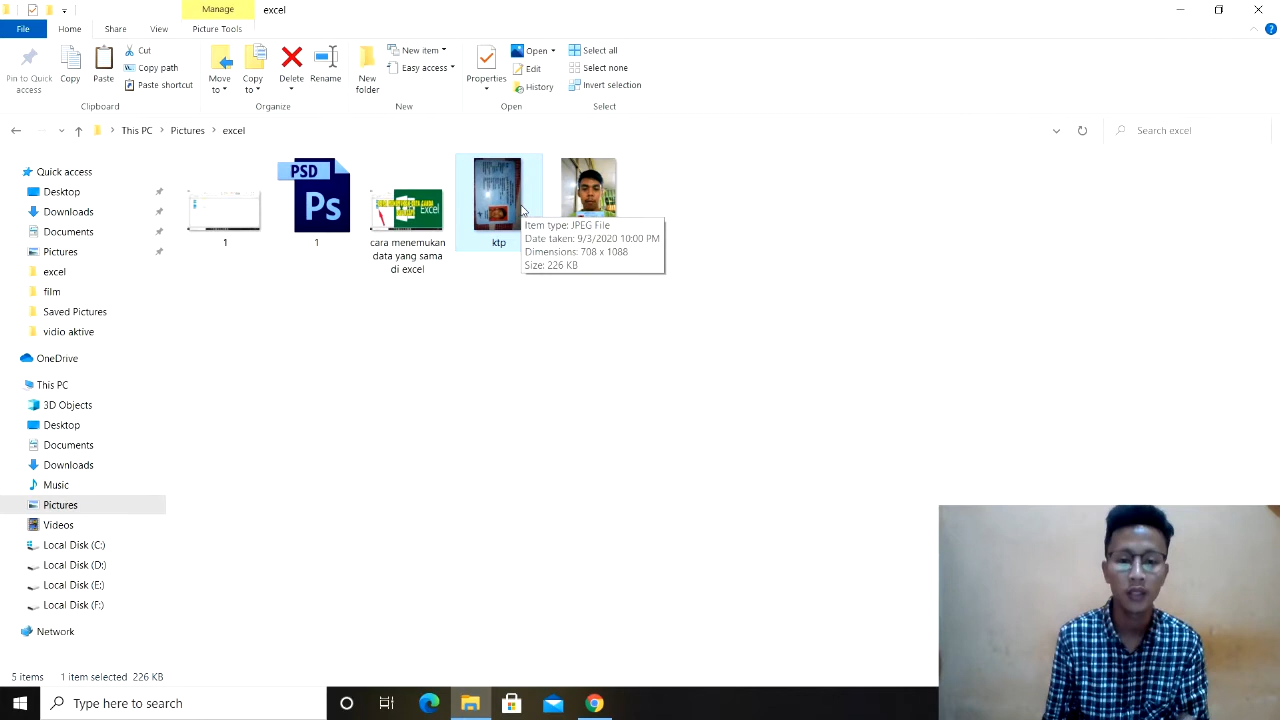 Manage
excel
File
Home
Share
View
Picture Tools
Pin to Quick access
Copy
Paste
Cut
Copy path
Paste shortcut
Clipboard
Move to
Copy to
Delete
Rename
Organize
New folder
New item
Easy access
New
Properties
Open
Edit
History
Open
Select all
Select none
Invert selection
Select
This PC
Pictures
excel
Search excel
Quick access
Desktop
Downloads
Documents
Pictures
excel
film
Saved Pictures
vidio aktive
OneDrive
This PC
3D Objects
Desktop
Documents
Downloads
Music
Pictures
Videos
Local Disk (C:)
Local Disk (D:)
Local Disk (E:)
Local Disk (F:)
Network
1
PSD
Ps
1
Excel
cara menemukan
data yang sama
di excel
ktp
Item type: JPEG File
Date taken: 9/3/2020 10:00 PM
Dimensions: 708 x 1088
Size: 226 KB
5 items
1 item selected 226 KB
Type here to search